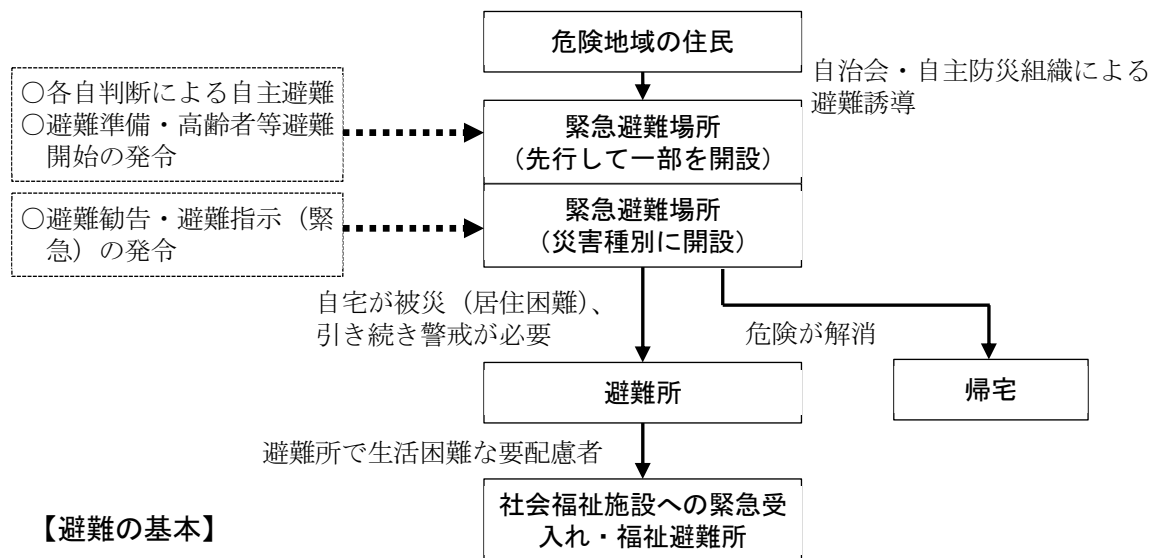 危険地域の住民
自治会・自主防災組織による
避難誘導
○各自判断による自主避難
○避難準備・高齢者等避難
開始の発令
緊急避難場所
（先行して一部を開設）
○避難勧告・避難指示（緊
急）の発令
緊急避難場所
（災害種別に開設）
自宅が被災（居住困難）、
引き続き警戒が必要
危険が解消
避難所
帰宅
避難所で生活困難な要配慮者
社会福祉施設への緊急受
入れ・福祉避難所
【避難の基本】